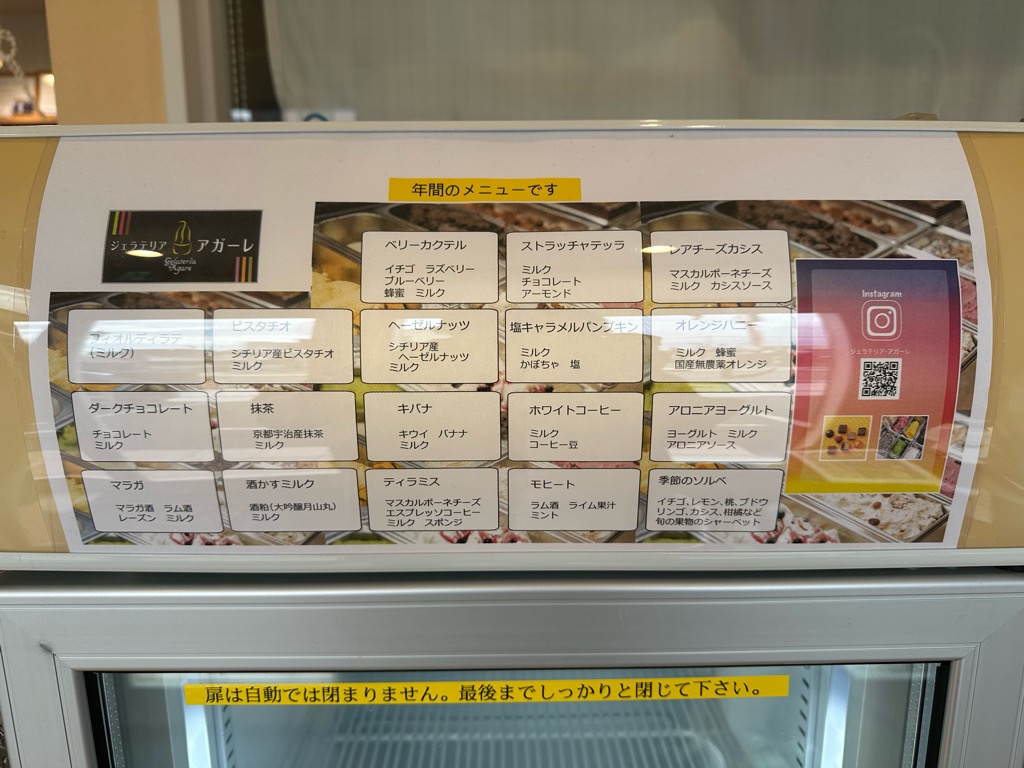 年間のメニューです
ジェラテリア アガーレ
Gelateria
Agare
ベリーカクテル
イチゴ ラズベリー
ブルーベリー
蜂蜜 ミルク
ストラッチャテッラ
ミルク
チョコレート
アーモンド
レアチーズカシス
マスカルポーネチーズ
ミルク カシスソース
フィオルディラテ
(ミルク)
ピスタチオ
シチリア産ピスタチオ
ミルク
ヘーゼルナッツ
シチリア産
ヘーゼルナッツ
ミルク
塩キャラメルパンプキン
ミルク
かぼちゃ 塩
オレンジハニー
ミルク 蜂蜜
国産無農薬オレンジ
ダークチョコレート
チョコレート
ミルク
抹茶
京都宇治産抹茶
ミルク
キバナ
キウイ バナナ
ミルク
ホワイトコーヒー
ミルク
コーヒー豆
アロニアヨーグルト
ヨーグルト ミルク
アロニアソース
マラガ
マラガ酒 ラム酒
レーズン ミルク
酒かすミルク
酒粕(大吟醸月山丸)
ミルク
ティラミス
マスカルポーネチーズ
エスプレッソコーヒー
ミルク スポンジ
モヒート
ラム酒 ライム果汁
ミント
季節のソルベ
イチゴ、レモン、桃、ブドウ
リンゴ、カシス、柑橘など
旬の果物のシャーベット
Instagram
ジェラテリア・アガーレ
扉は自動では閉まりません。最後までしっかりと閉じて下さい。